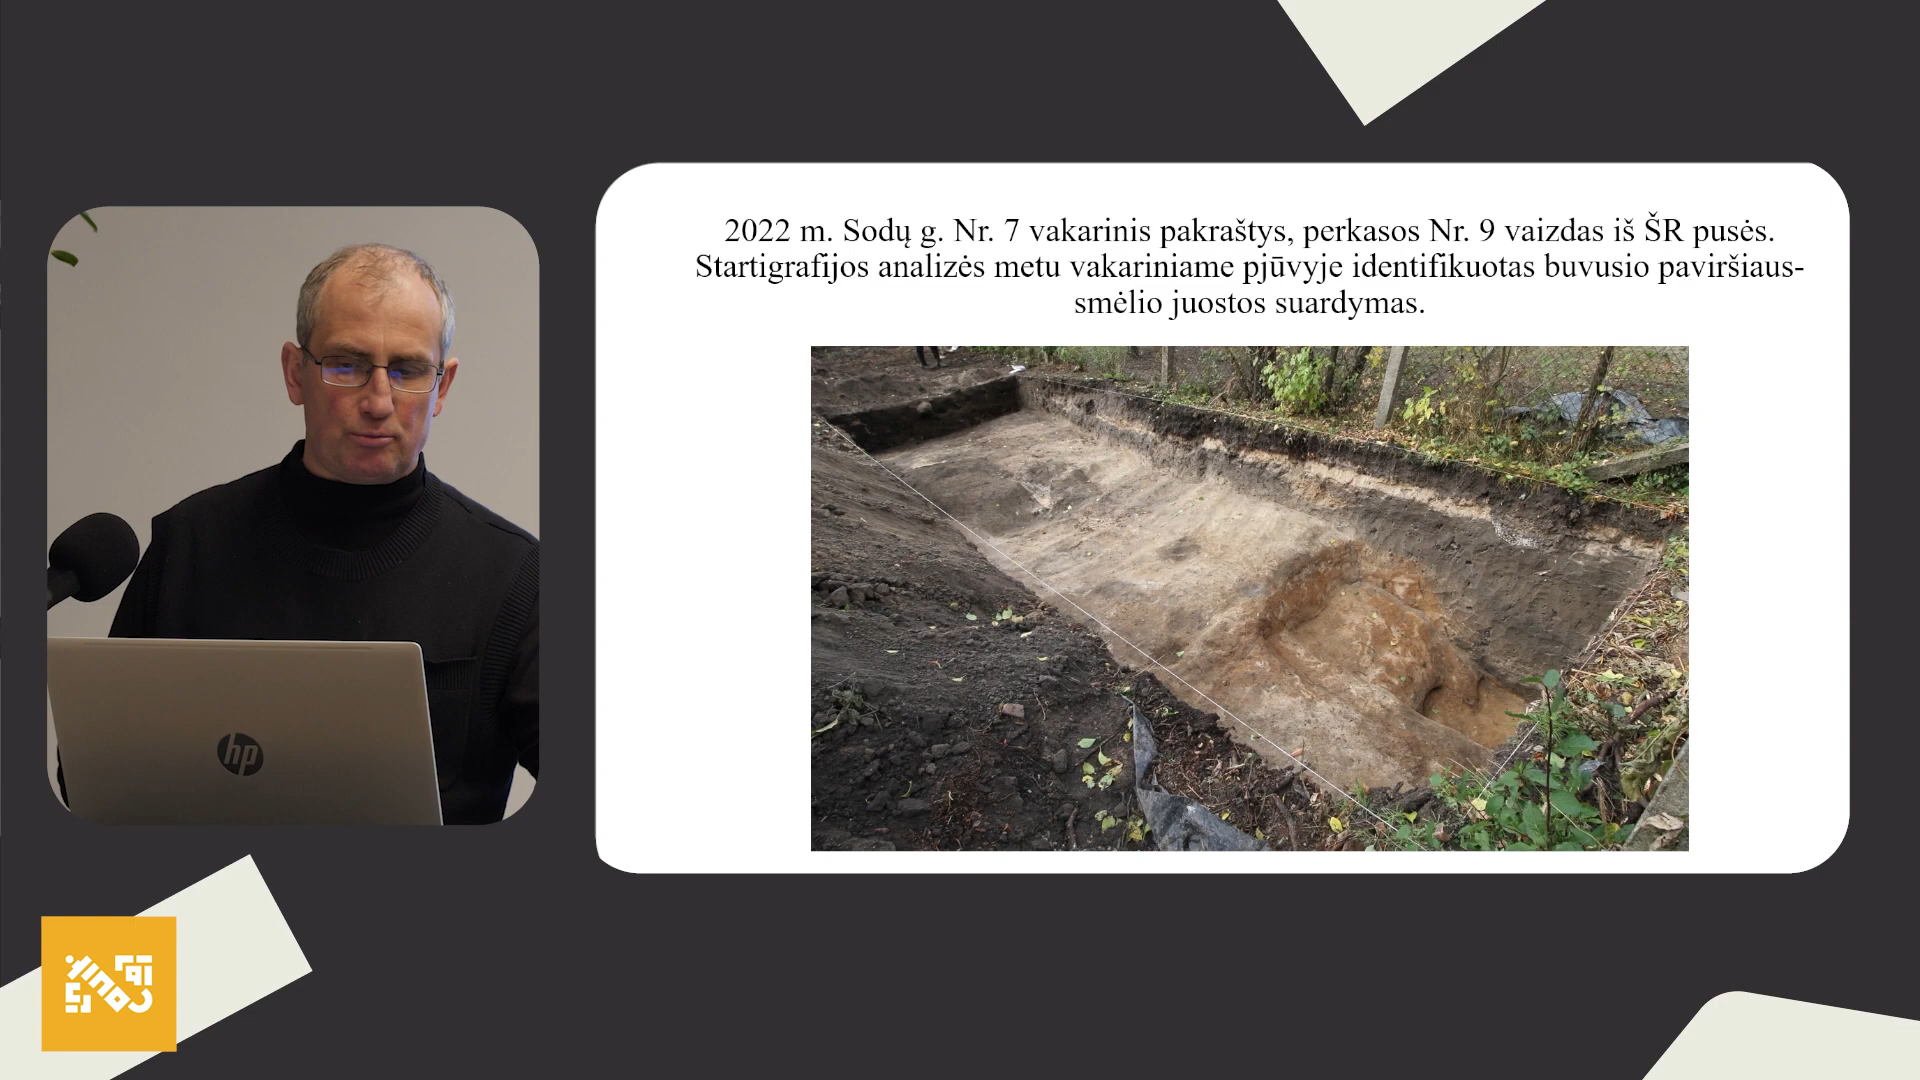 2022 m. Sodų g. Nr. 7 vakarinis pakraštys, perkasos Nr. 9 vaizdas iš ŠR pusės.
Startigrafijos analizės metu vakariniame pjūvyje identifikuotas buvusio paviršiaus-
smėlio juostos suardymas.
hp